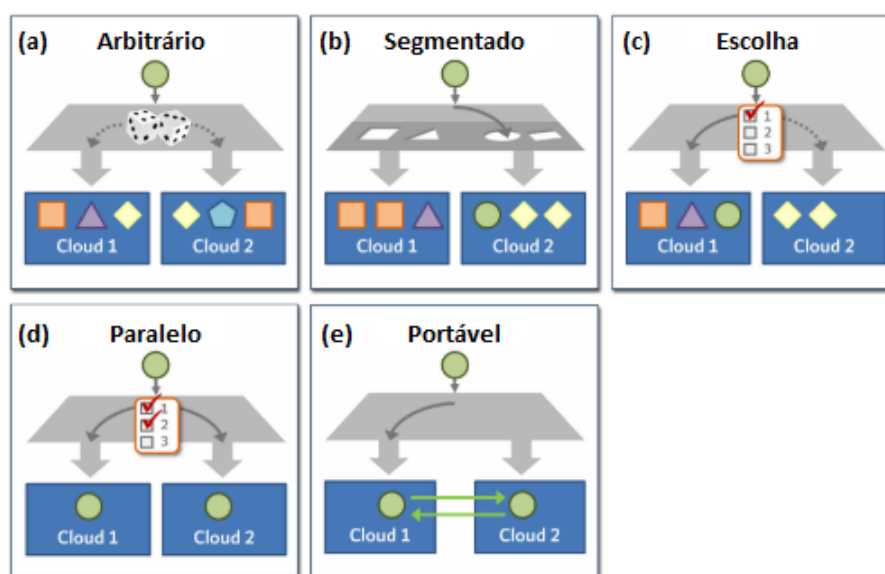 (a) Arbitrário
Cloud 1 Cloud 2
(b) Segmentado
Cloud 1 Cloud 2
(c) Escolha
1
2
3
Cloud 1 Cloud 2
(d) Paralelo
1
2
3
Cloud 1 Cloud 2
(e) Portável
Cloud 1 Cloud 2